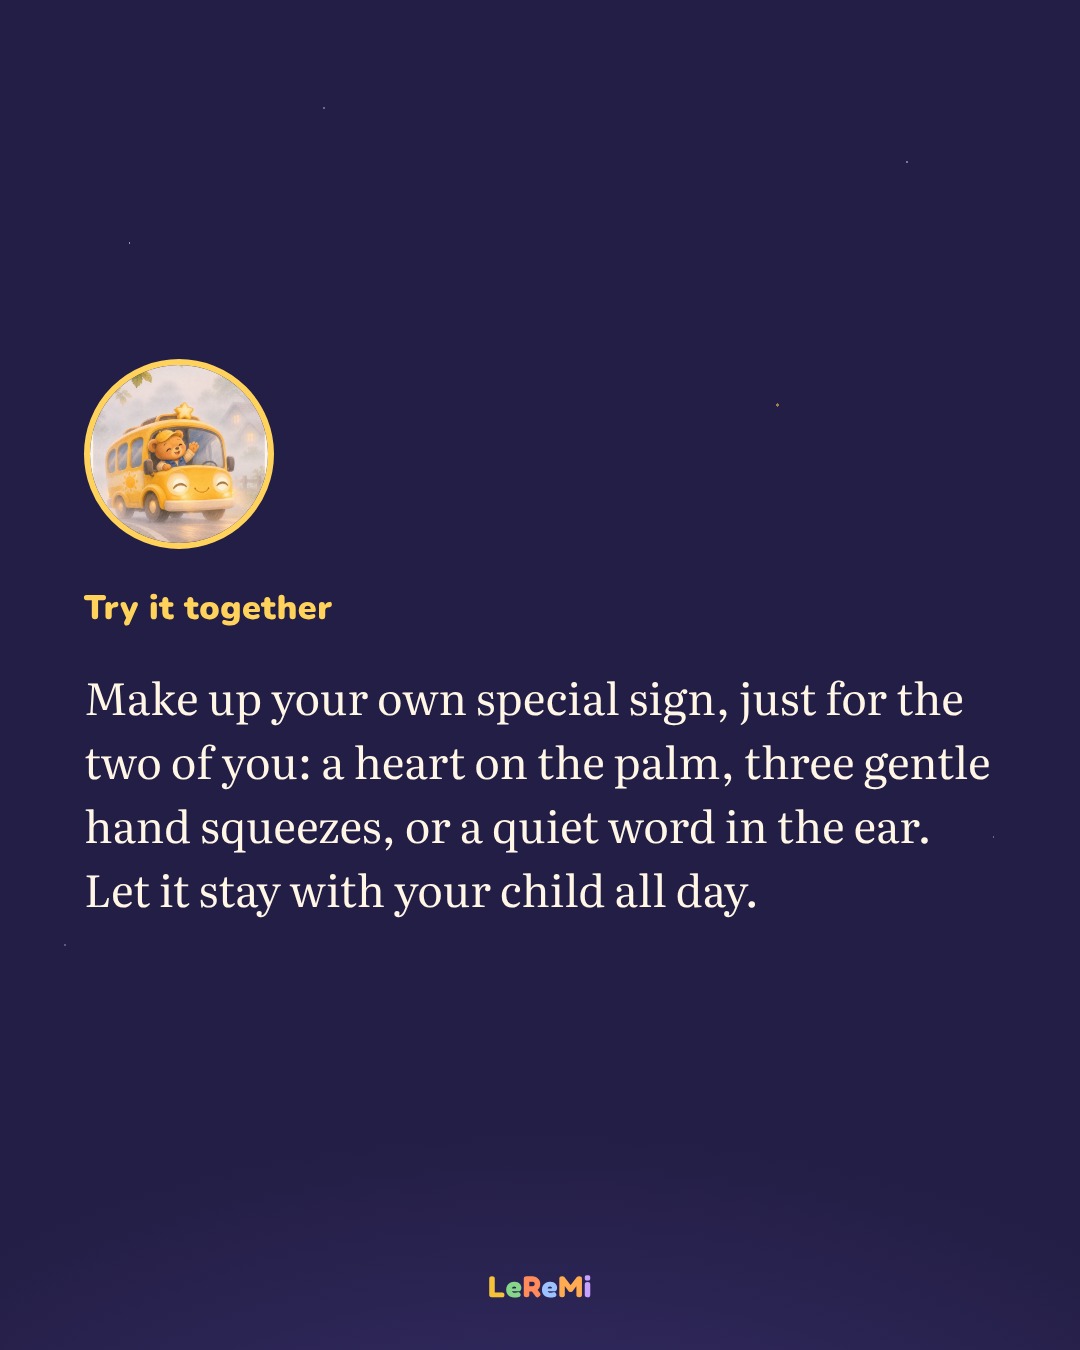 Try it together
Make up your own special sign, just for the
two of you: a heart on the palm, three gentle
hand squeezes, or a quiet word in the ear.
Let it stay with your child all day.
LeReMi